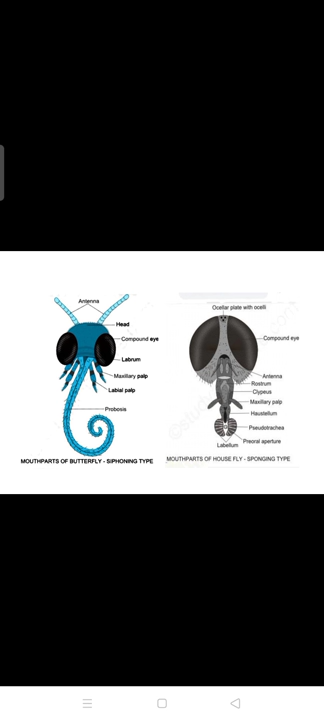 Antenna
Head
Compound eye
Labrum
Maxillary palp
Labial palp
Probosis
MOUTHPARTS OF BUTTERFLY - SIPHONING TYPE
Ocellar plate with ocelli
Compound eye
Antenna
Rostrum
Clypeus
Maxillary palp
Haustellum
Pseudotrachea
Preoral aperture
Labellum
MOUTHPARTS OF HOUSE FLY - SPONGING TYPE